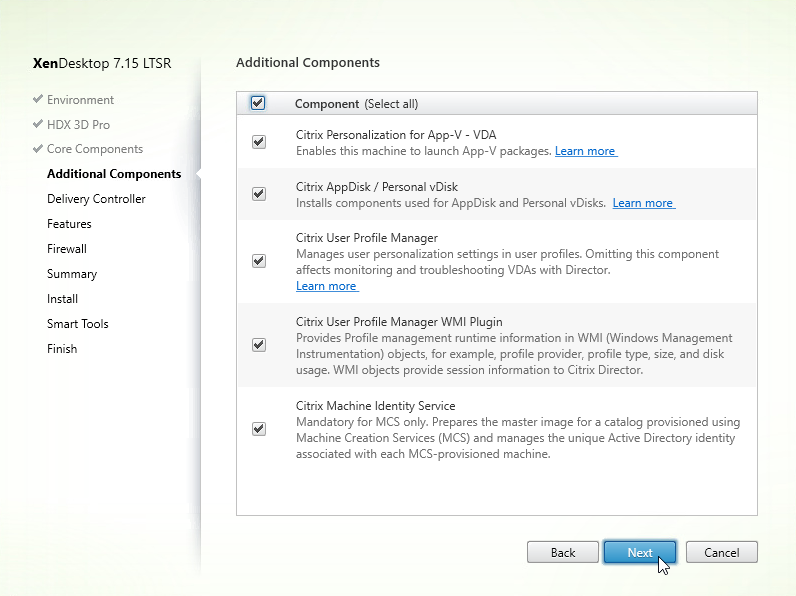 XenDesktop 7.15 LTSR
Environment
HDX 3D Pro
Core Components
Additional Components
Delivery Controller
Features
Firewall
Summary
Install
Smart Tools
Finish
Additional Components
Component (Select all)
Citrix Personalization for App-V - VDA
Enables this machine to launch App-V packages. Learn more
Citrix AppDisk / Personal vDisk
Installs components used for AppDisk and Personal vDisks. Learn more
Citrix User Profile Manager
Manages user personalization settings in user profiles. Omitting this component
affects monitoring and troubleshooting VDAs with Director.
Learn more
Citrix User Profile Manager WMI Plugin
Provides Profile management runtime information in WMI (Windows Management
Instrumentation) objects, for example, profile provider, profile type, size, and disk
usage. WMI objects provide session information to Citrix Director.
Citrix Machine Identity Service
Mandatory for MCS only. Prepares the master image for a catalog provisioned using
Machine Creation Services (MCS) and manages the unique Active Directory identity
associated with each MCS-provisioned machine.
Back
Next
Cancel